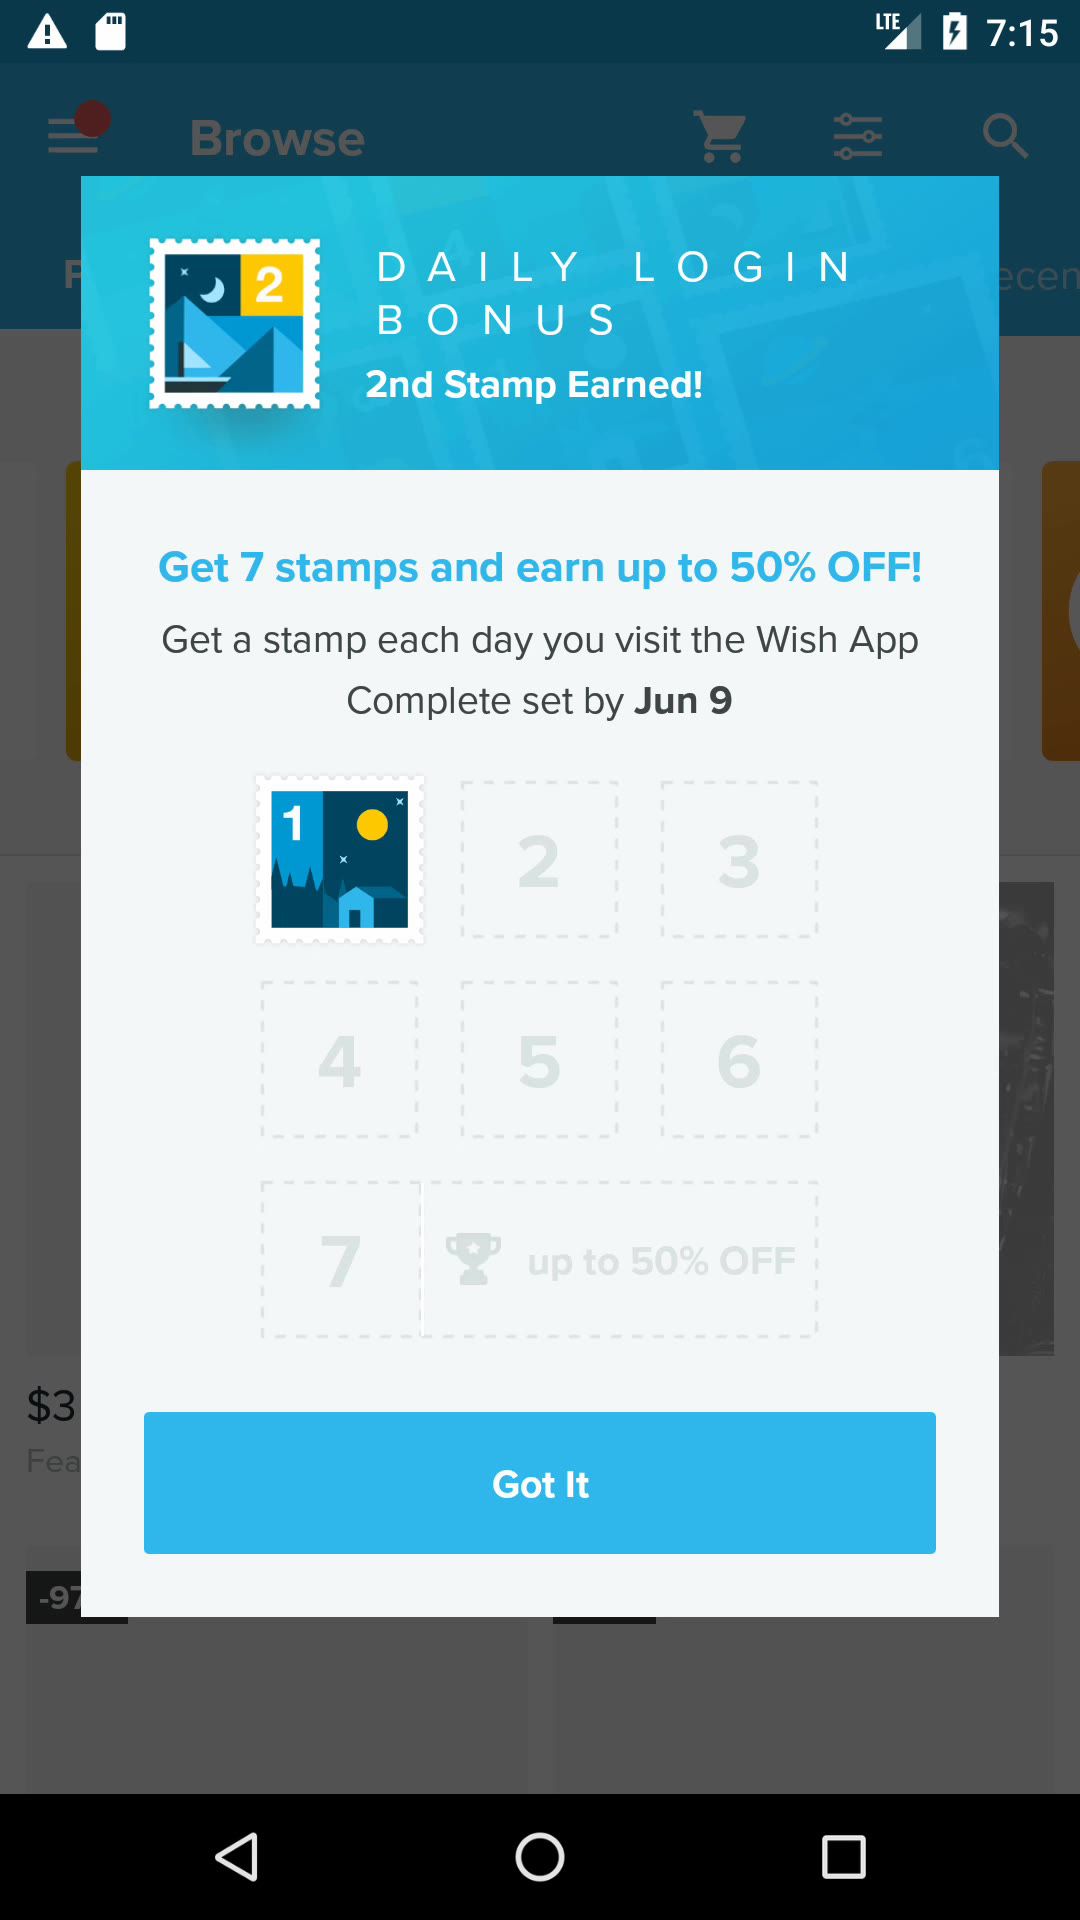 LTE 7:15
Browse
ecen
DAILY LOGIN
BONUS
2
2nd Stamp Earned!
Get 7 stamps and earn up to 50% OFF!
Get a stamp each day you visit the Wish App
Complete set by Jun 9
1 2 3
4 5 6
7 up to 50% OFF
$3
Fea
Got It
-97